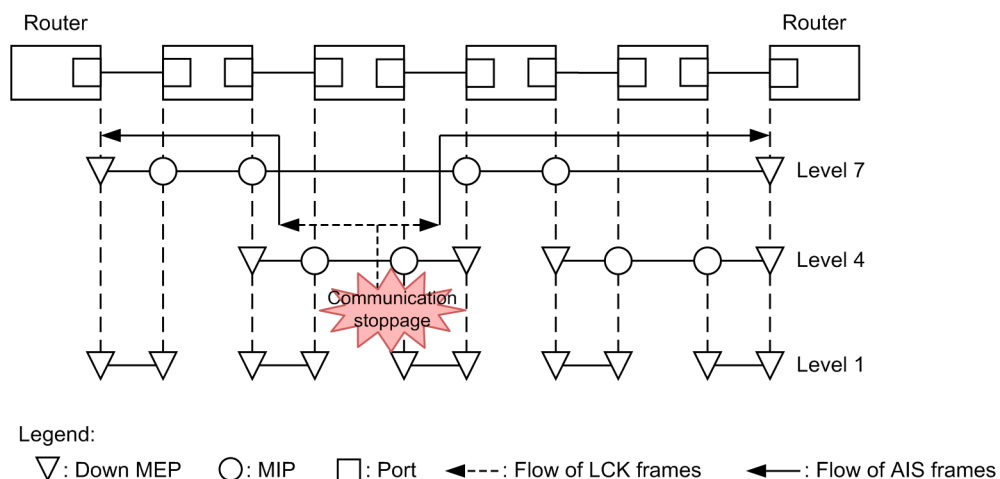 Router
Router
Level 7
Level 4
Communication
stoppage
Level 1
Legend:
: Down MEP
: MIP
: Port
: Flow of LCK frames
: Flow of AIS frames